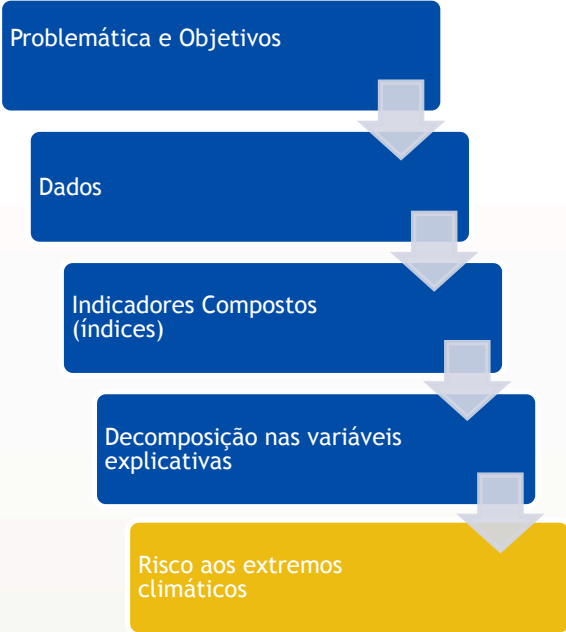 Problemática e Objetivos
Dados
Indicadores Compostos
(índices)
Decomposição nas variáveis
explicativas
Risco aos extremos
climáticos